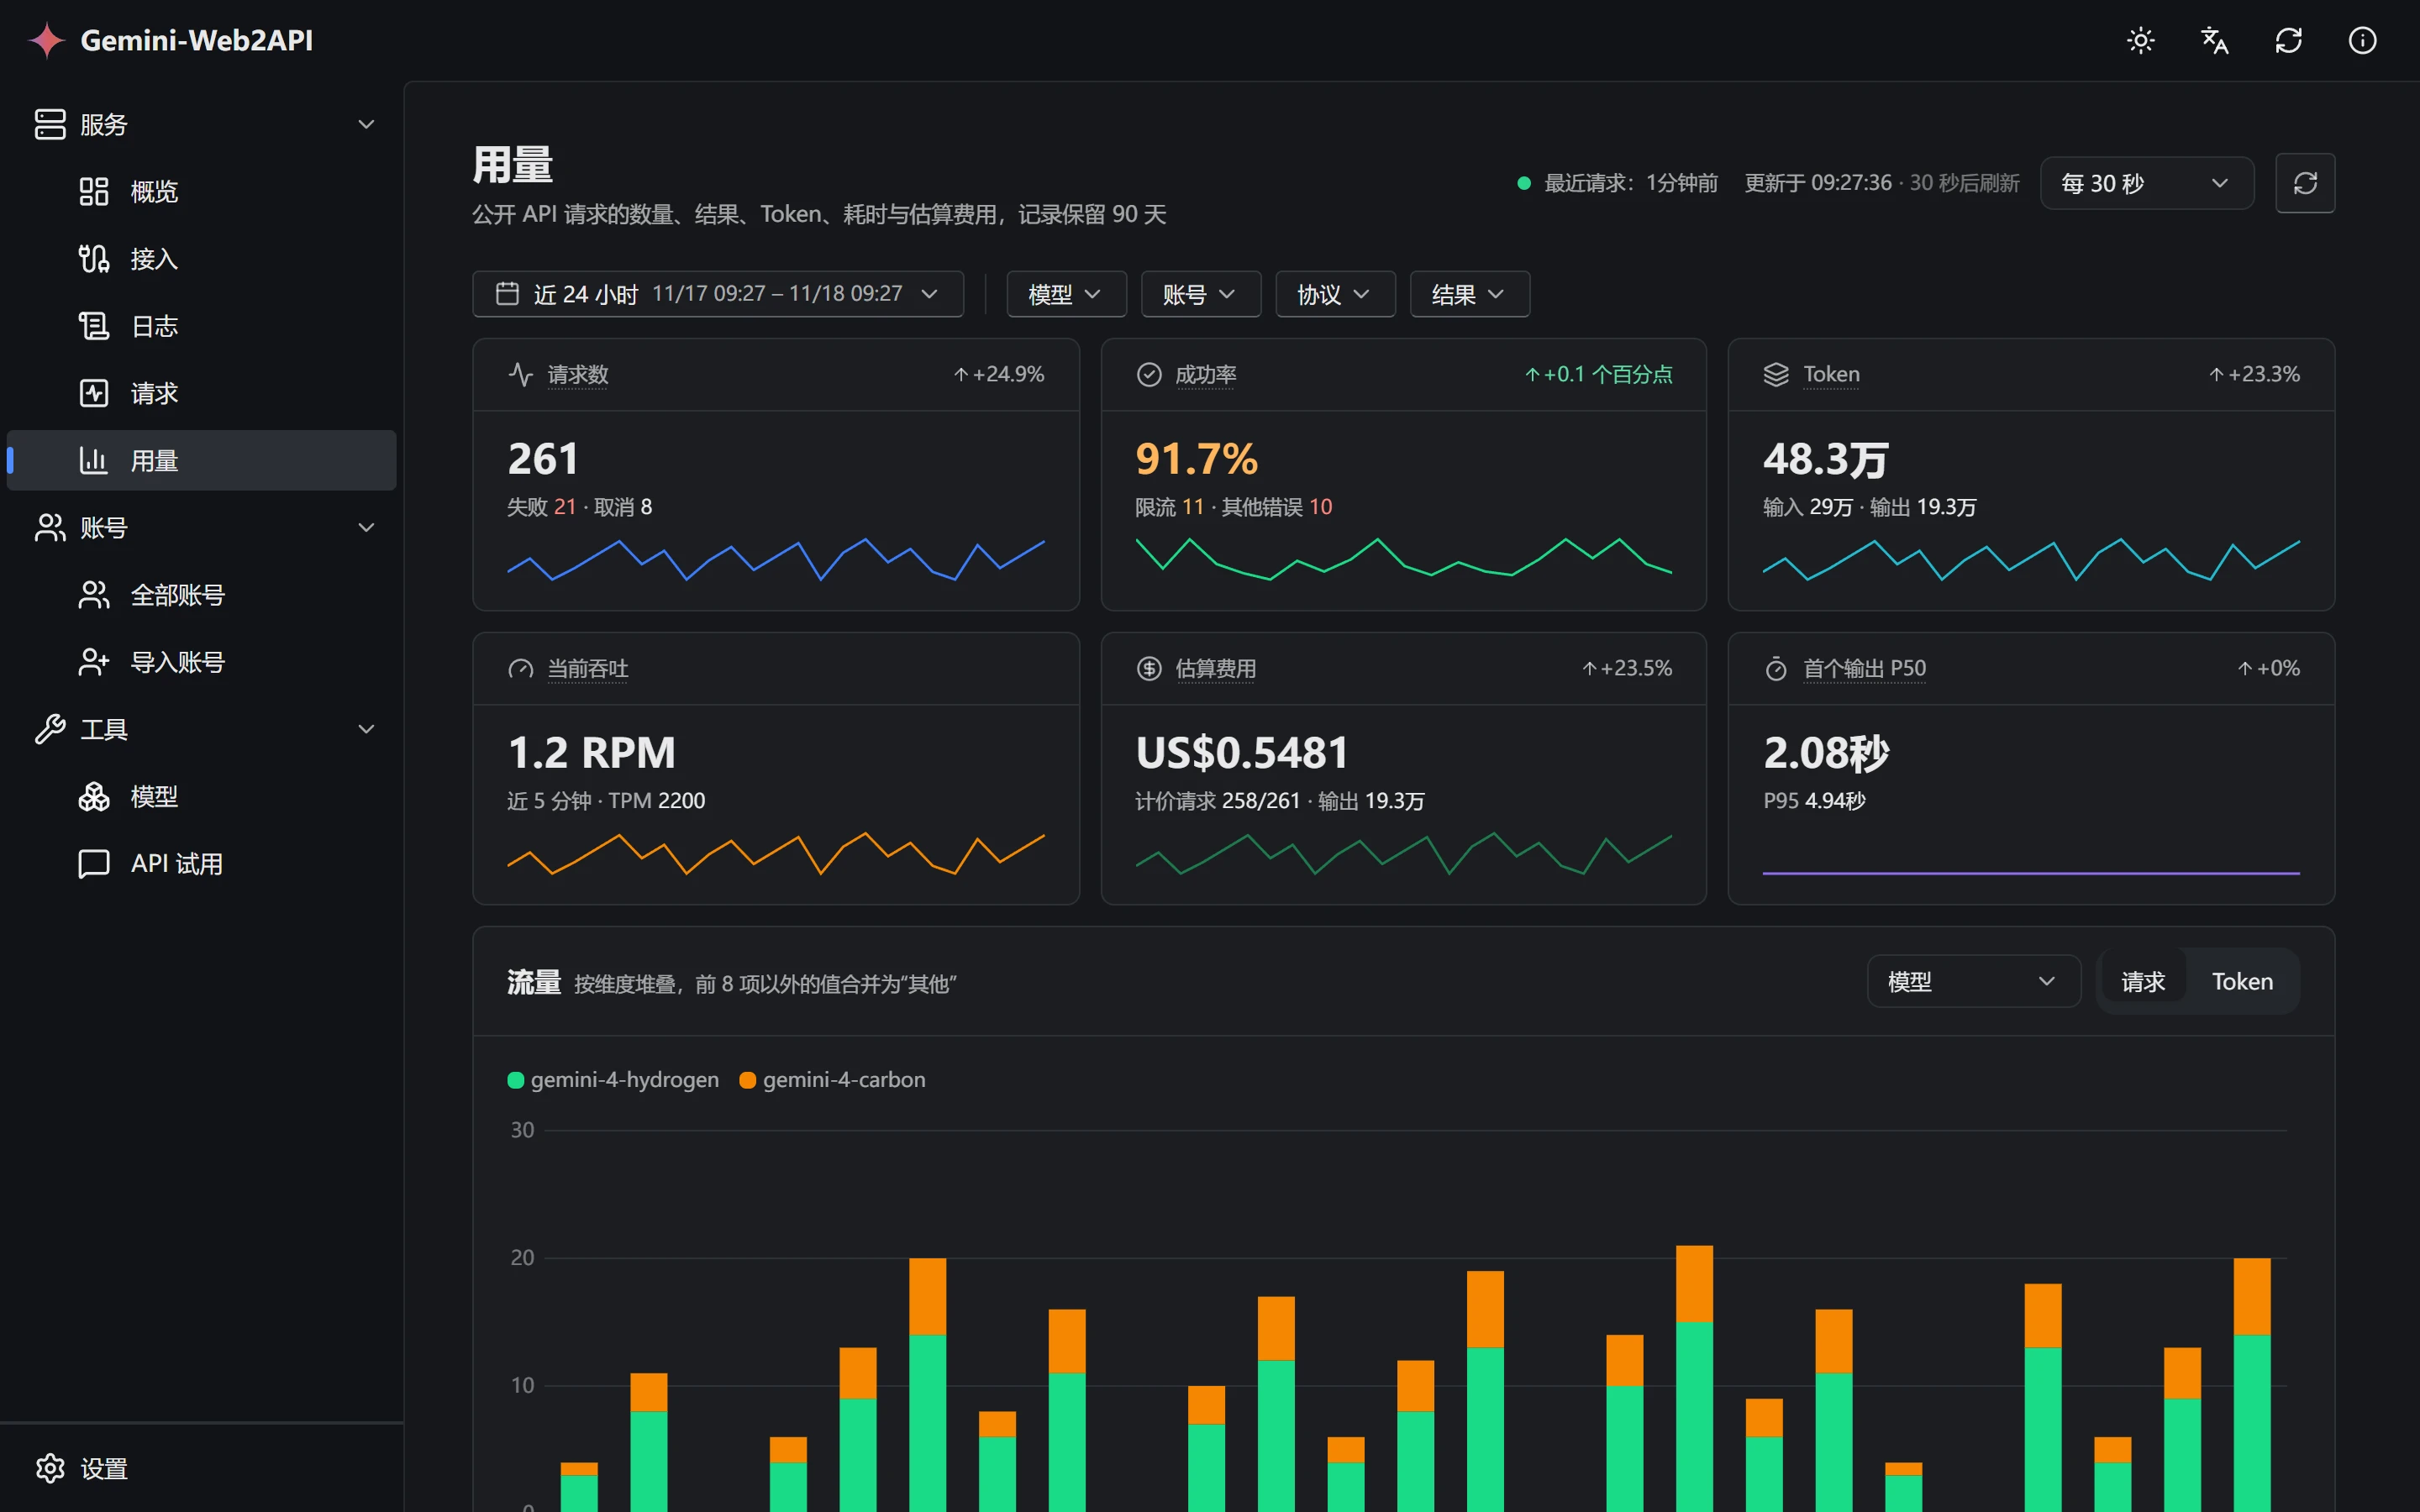 Gemini-Web2API
服务
概览
接入
日志
请求
用量
账号
全部账号
导入账号
工具
模型
API 试用
设置
用量
公开 API 请求的数量、结果、Token、耗时与估算费用，记录保留 90 天
最近请求：1分钟前 更新于 09:27:36 · 30 秒后刷新 每 30 秒
近 24 小时 11/17 09:27 – 11/18 09:27 模型 账号 协议 结果
请求数 ↑+24.9%
261
失败 21 · 取消 8
成功率 ↑+0.1 个百分点
91.7%
限流 11 · 其他错误 10
Token ↑+23.3%
48.3万
输入 29万 · 输出 19.3万
当前吞吐
1.2 RPM
近 5 分钟 · TPM 2200
估算费用 ↑+23.5%
US$0.5481
计价请求 258/261 · 输出 19.3万
首个输出 P50 ↑+0%
2.08秒
P95 4.94秒
流量 按维度堆叠，前 8 项以外的值合并为“其他”
模型 请求 Token
gemini-4-hydrogen gemini-4-carbon
30
20
10
0